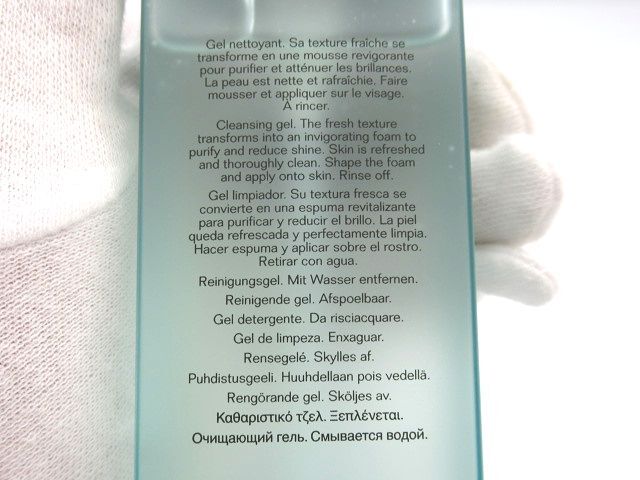 Gel nettoyant. Sa texture fraîche se
transforme en une mousse revigorante
pour purifier et atténuer les brillances.
La peau est nette et rafraîchie. Faire
mousser et appliquer sur le visage.
À rincer.
Cleansing gel. The fresh texture
transforms into an invigorating foam to
purify and reduce shine. Skin is refreshed
and thoroughly clean. Shape the foam
and apply onto skin. Rinse off.
Gel limpiador. Su textura fresca se
convierte en una espuma revitalizante
para purificar y reducir el brillo. La piel
queda refrescada y perfectamente limpia.
Hacer espuma y aplicar sobre el rostro.
Retirar con agua.
Reinigungsgel. Mit Wasser entfernen.
Reinigende gel. Afspoelbaar.
Gel detergente. Da risciacquare.
Gel de limpeza. Enxaguar.
Rensegelé. Skylles af.
Puhdistusgeeli. Huuhdellaan pois vedellä.
Rengörande gel. Sköljes av.
Καθαριστικό τζελ. Ξεπλένεται.
Очищающий гель. Смывается водой.